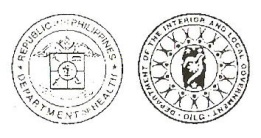 REPUBLIC OF THE PHILIPPINES
DEPARTMENT OF HEALTH
DEPARTMENT OF THE INTERIOR AND LOCAL GOVERNMENT
DILG